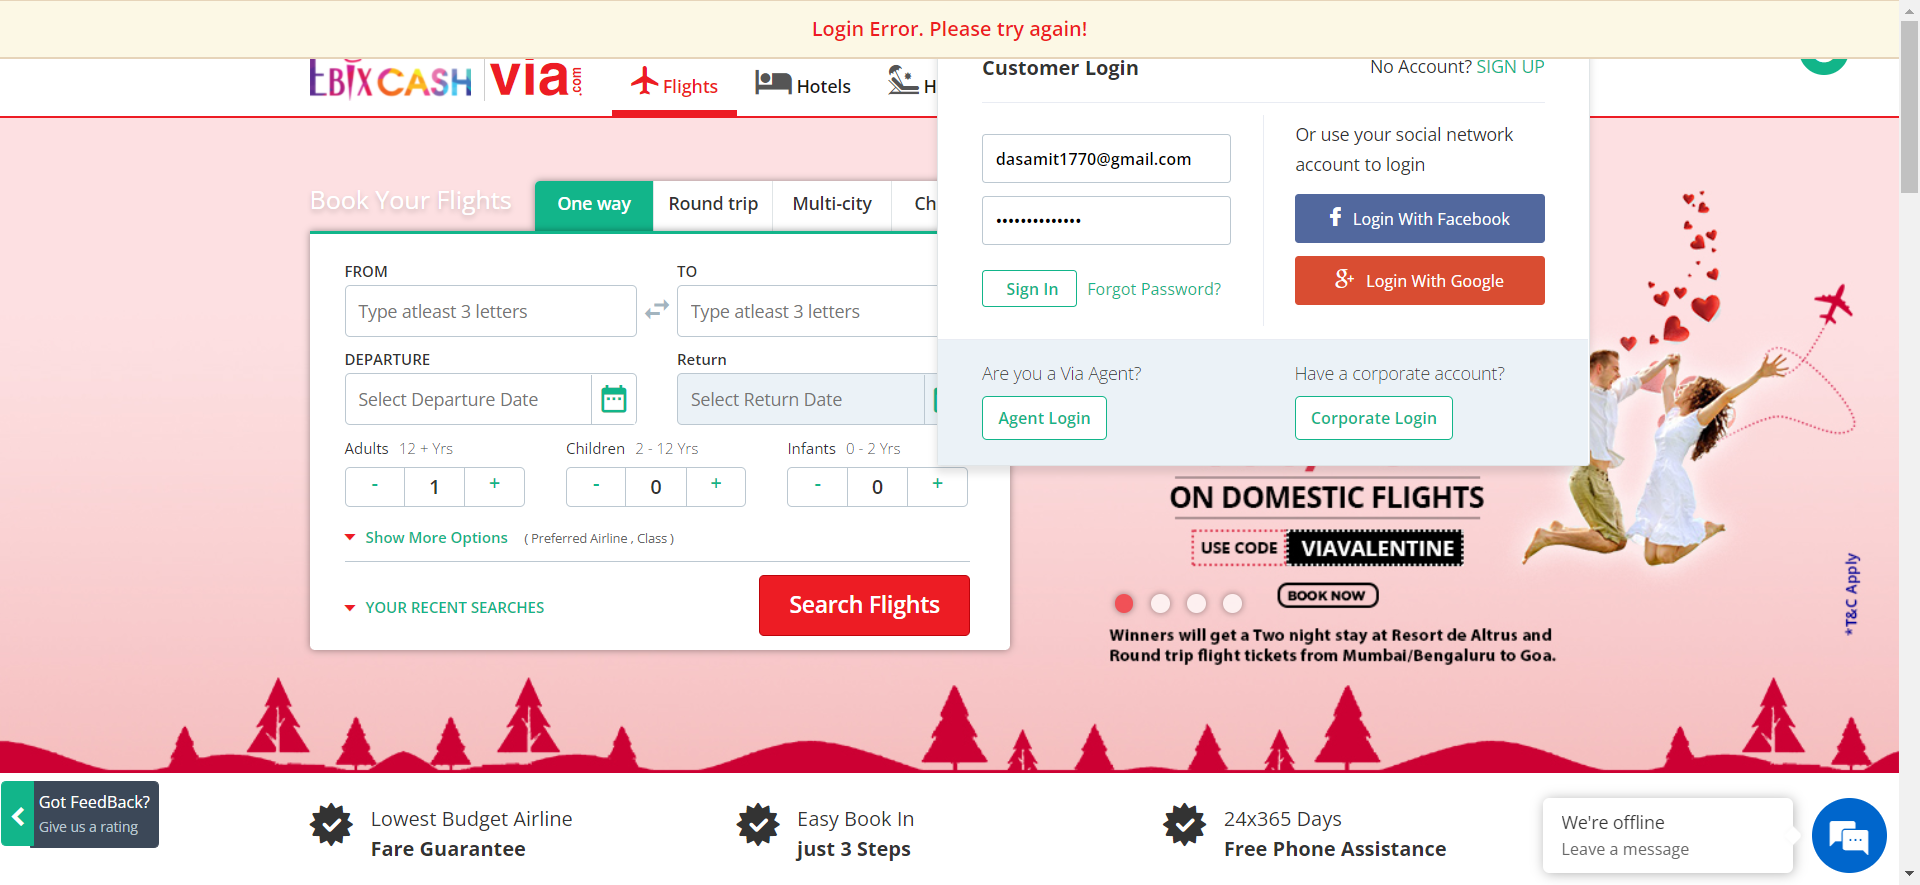 Login Error. Please try again!
EBIXCASH via.com
Flights
Hotels
H
Customer Login
No Account? SIGN UP
dasamit1770@gmail.com
••••••••••••••
Sign In
Forgot Password?
Or use your social network
account to login
f Login With Facebook
g+ Login With Google
Are you a Via Agent?
Agent Login
Have a corporate account?
Corporate Login
Book Your Flights
One way
Round trip
Multi-city
Ch
FROM
Type atleast 3 letters
TO
Type atleast 3 letters
DEPARTURE
Select Departure Date
Return
Select Return Date
Adults 12 + Yrs
- 1 +
Children 2 - 12 Yrs
- 0 +
Infants 0 - 2 Yrs
- 0 +
Show More Options ( Preferred Airline , Class )
YOUR RECENT SEARCHES
Search Flights
ON DOMESTIC FLIGHTS
USE CODE VIAVALENTINE
BOOK NOW
Winners will get a Two night stay at Resort de Altrus and
Round trip flight tickets from Mumbai/Bengaluru to Goa.
*T&C Apply
Got FeedBack?
Give us a rating
Lowest Budget Airline
Fare Guarantee
Easy Book In
just 3 Steps
24x365 Days
Free Phone Assistance
We're offline
Leave a message